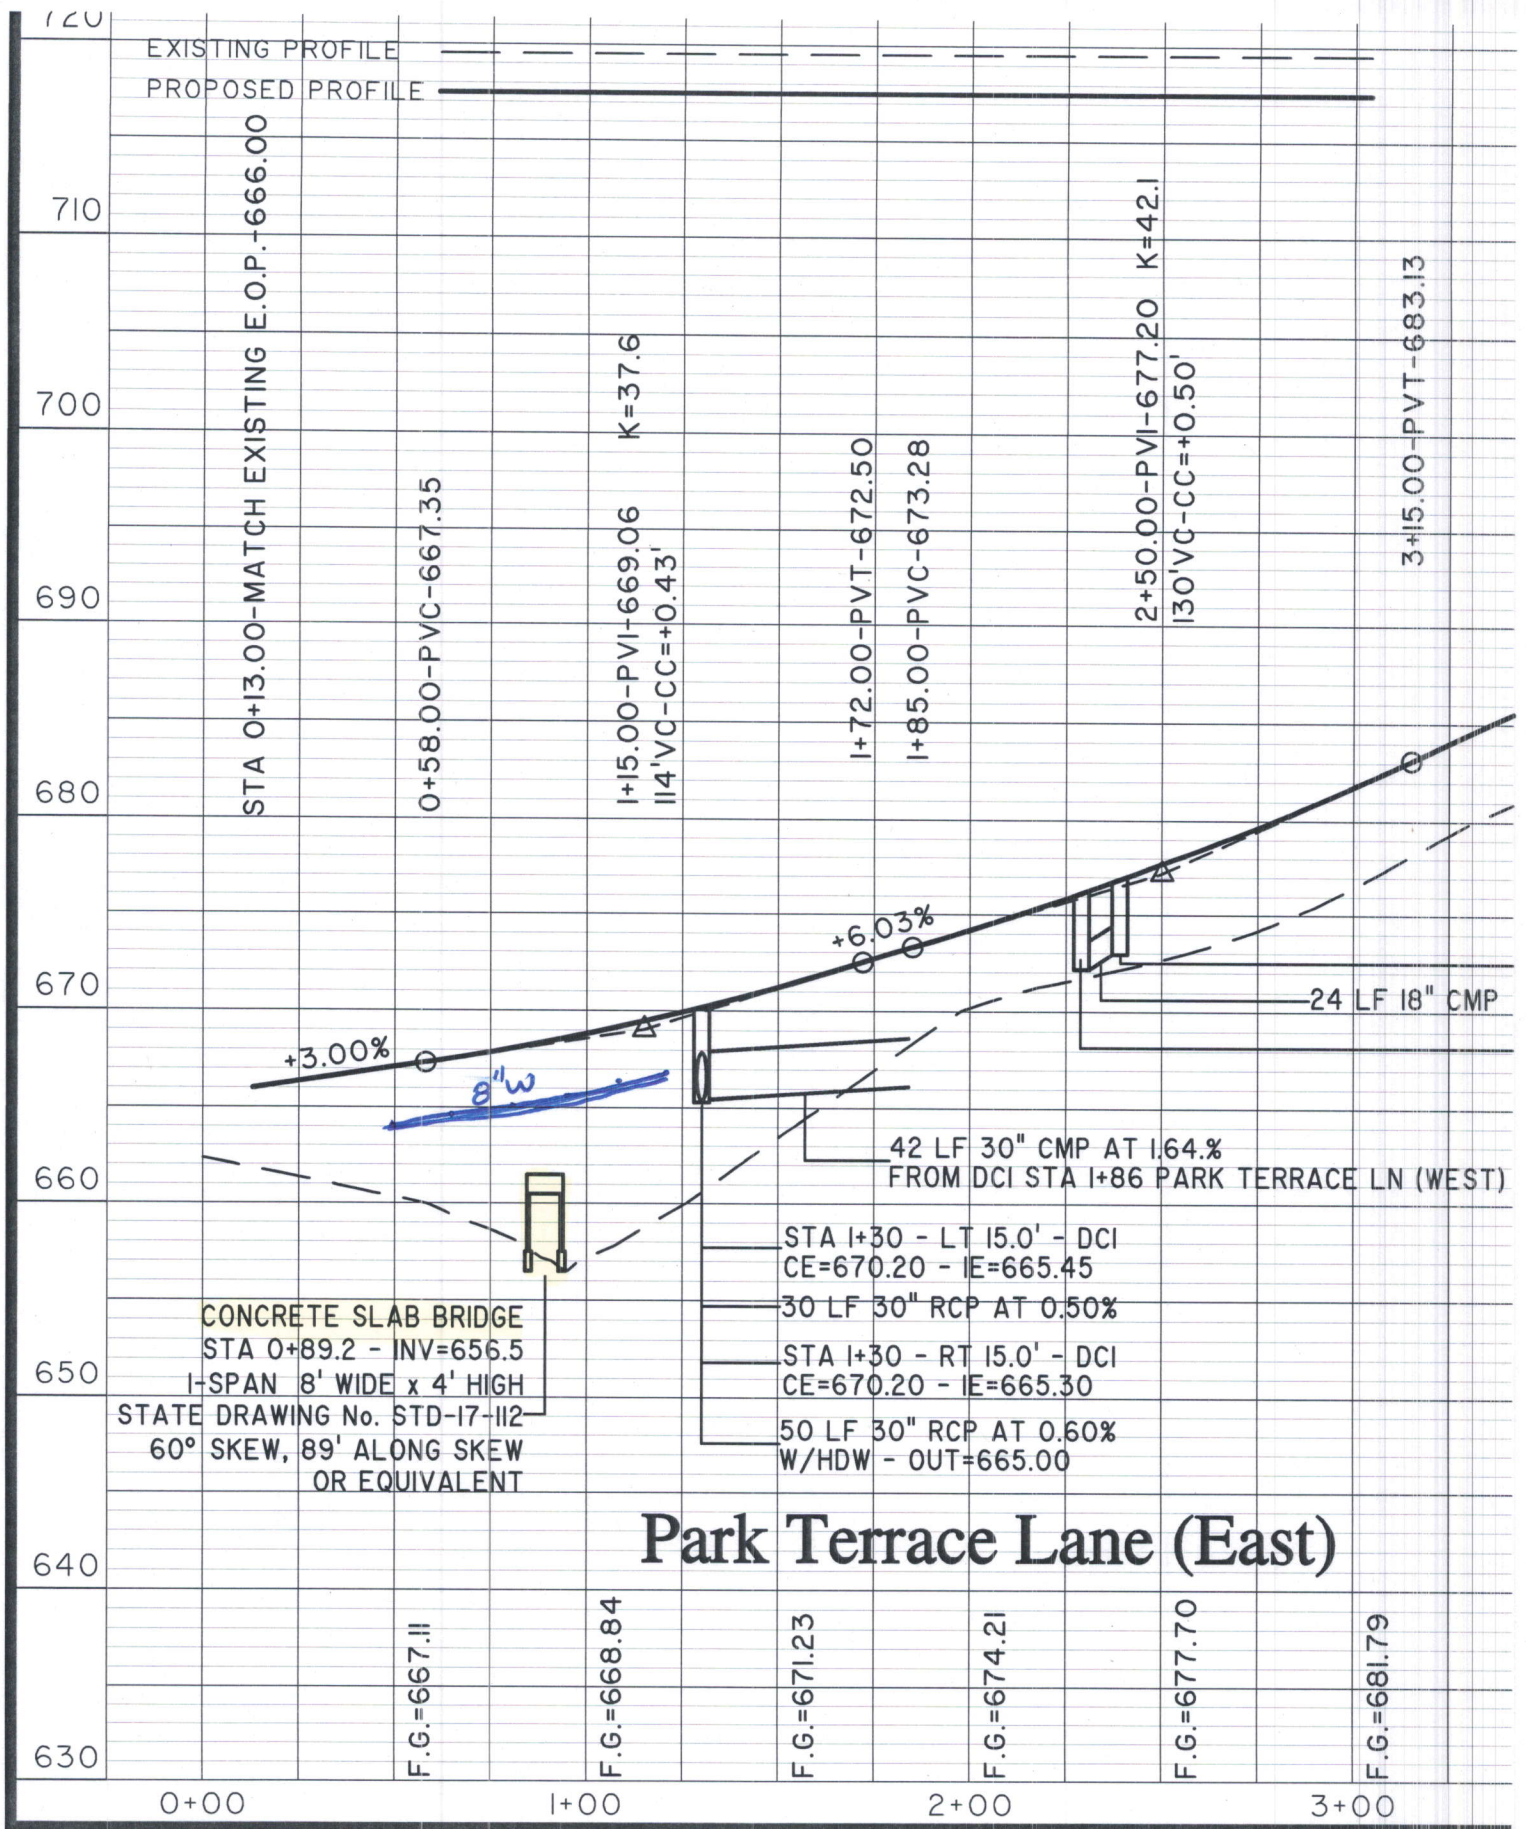 720
EXISTING PROFILE
PROPOSED PROFILE
710
700
690
680
670
660
650
640
630
STA 0+13.00-MATCH EXISTING E.O.P.-666.00
0+58.00-PVC-667.35
1+15.00-PVI-669.06 K=37.6
114'VC-CC=+0.43'
1+72.00-PVT-672.50
1+85.00-PVC-673.28
2+50.00-PVI-677.20 K=42.1
130'VC-CC=+0.50'
3+15.00-PVT-683.13
+3.00%
+6.03%
8"W
24 LF 18" CMP
42 LF 30" CMP AT 1.64.%
FROM DCI STA 1+86 PARK TERRACE LN (WEST)
STA 1+30 - LT 15.0' - DCI
CE=670.20 - IE=665.45
30 LF 30" RCP AT 0.50%
STA 1+30 - RT 15.0' - DCI
CE=670.20 - IE=665.30
50 LF 30" RCP AT 0.60%
W/HDW - OUT=665.00
CONCRETE SLAB BRIDGE
STA 0+89.2 - INV=656.5
1-SPAN 8' WIDE x 4' HIGH
STATE DRAWING No. STD-17-112
60° SKEW, 89' ALONG SKEW
OR EQUIVALENT
Park Terrace Lane (East)
F.G.=667.11
F.G.=668.84
F.G.=671.23
F.G.=674.21
F.G.=677.70
F.G.=681.79
0+00
1+00
2+00
3+00